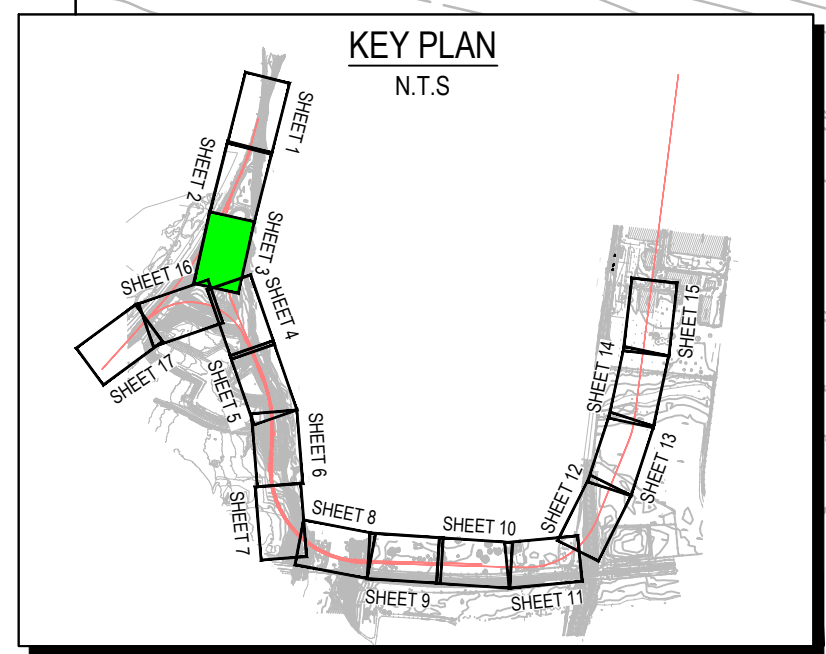 KEY PLAN
N.T.S
SHEET 1
SHEET 2
SHEET 3
SHEET 16
SHEET 4
SHEET 17
SHEET 5
SHEET 6
SHEET 7
SHEET 8
SHEET 9
SHEET 10
SHEET 11
SHEET 12
SHEET 13
SHEET 14
SHEET 15